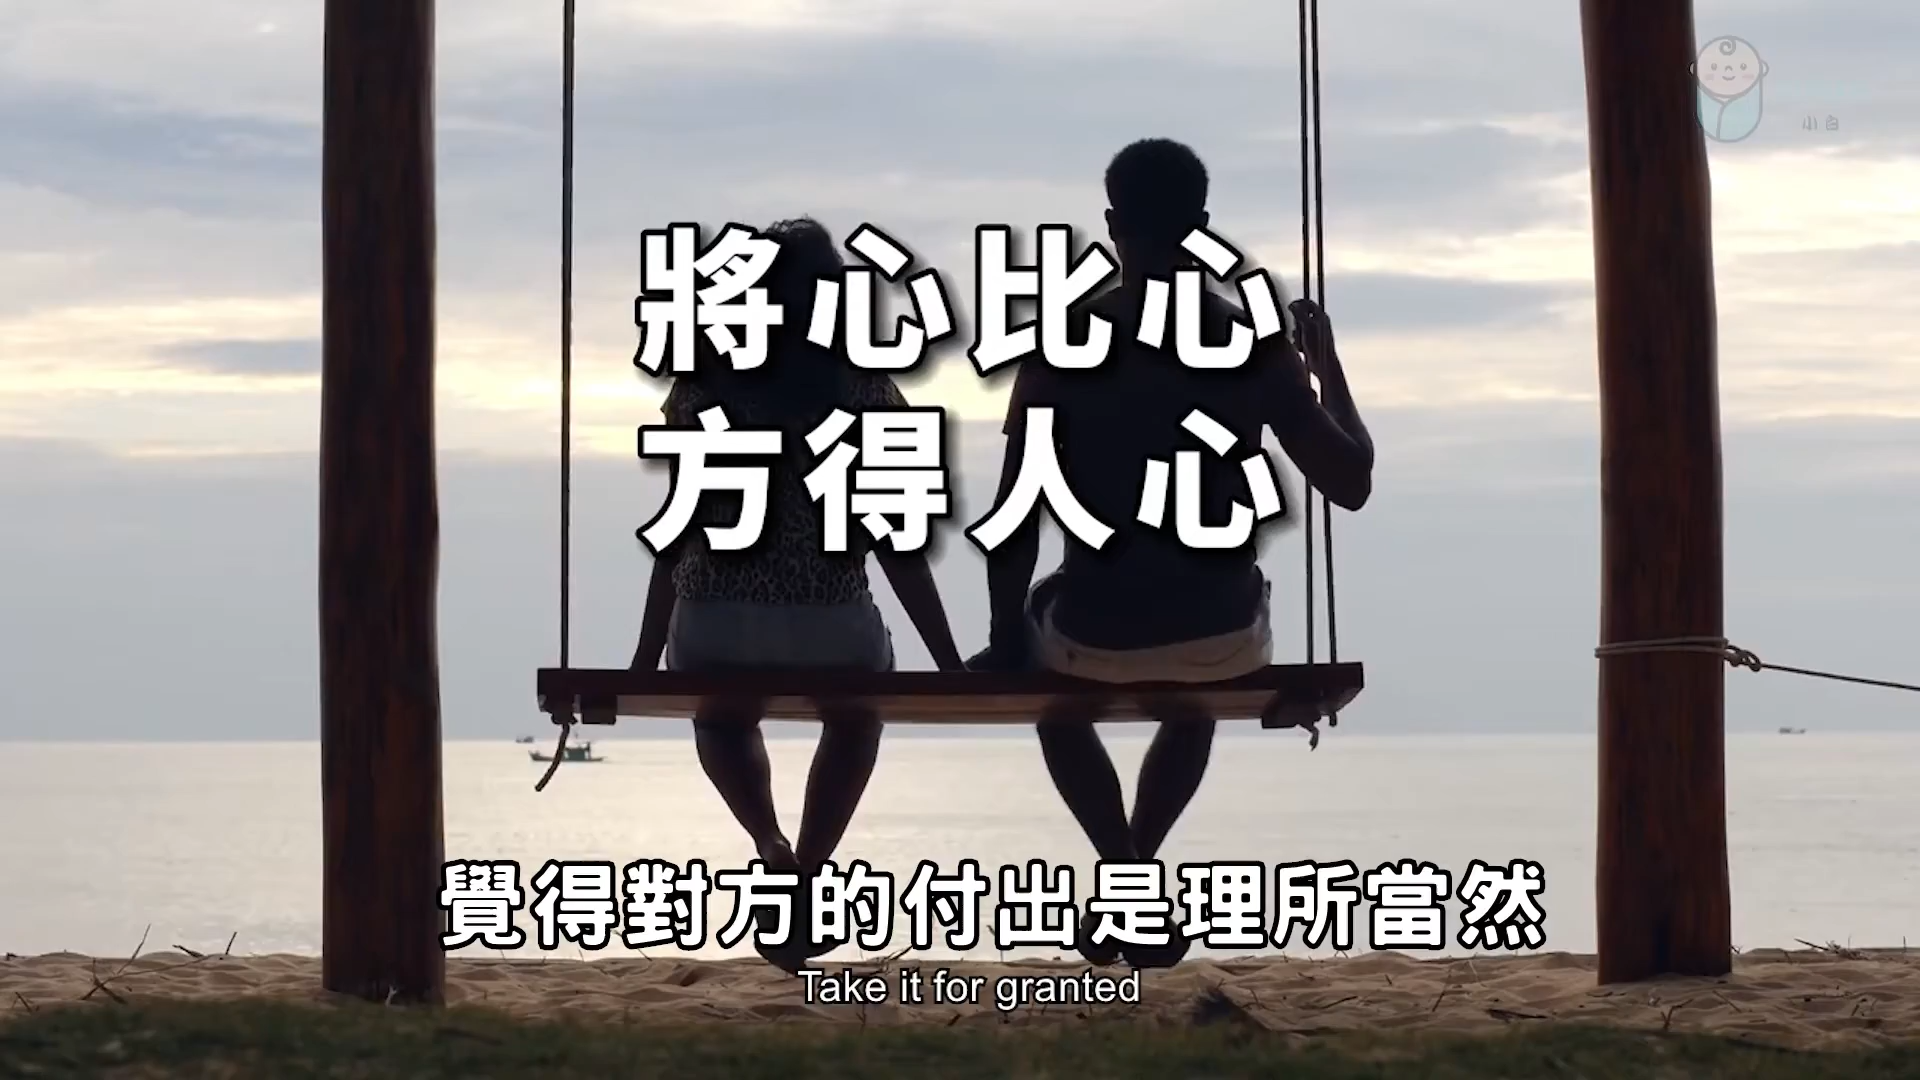 小白
將心比心
方得人心
覺得對方的付出是理所當然
Take it for granted